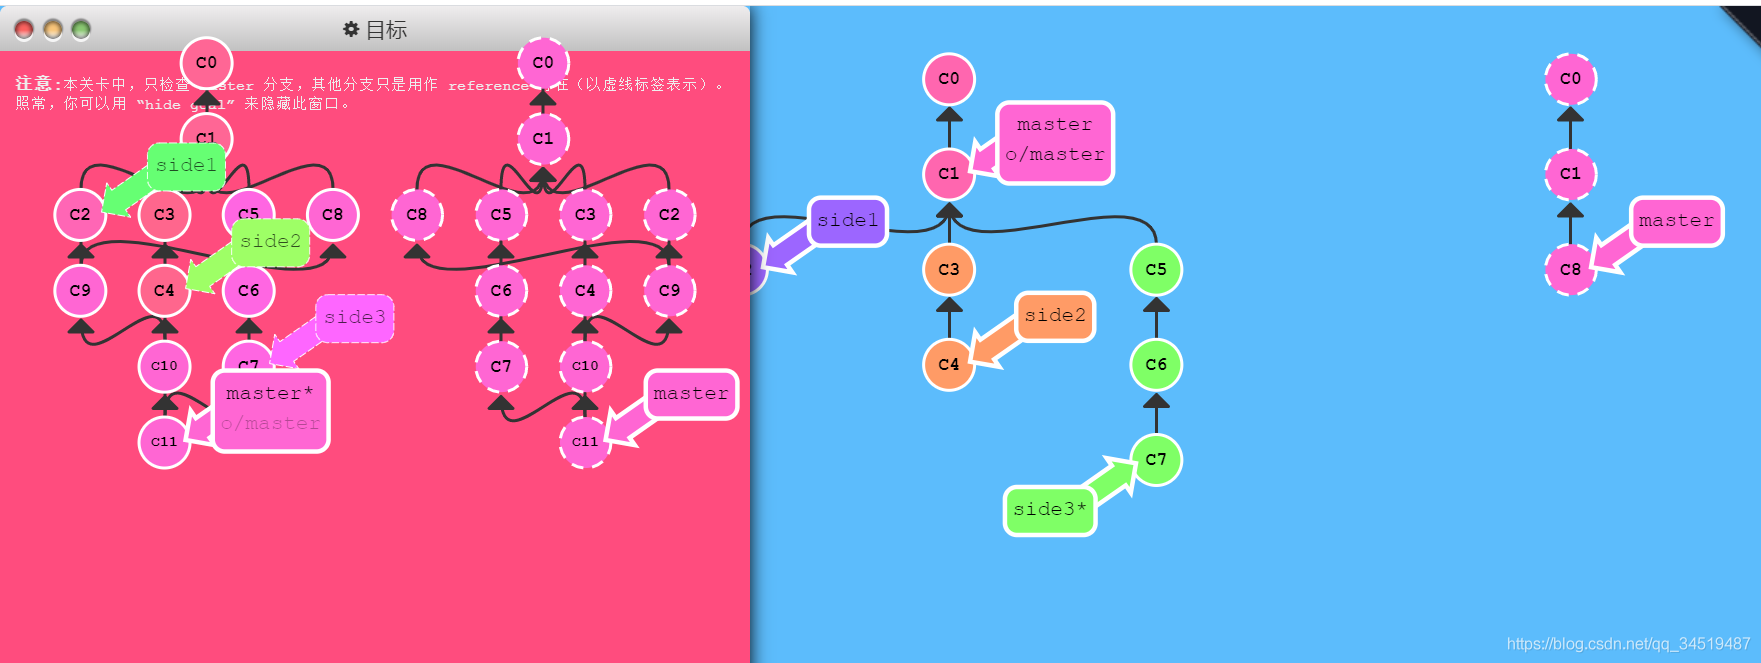 目标
注意:本关卡中，只检查 master 分支，其他分支只是用作 reference 存在（以虚线标签表示）。
照常，你可以用 “hide goal” 来隐藏此窗口。
C0
C1
side1
C2
C3
C5
C8
side2
C9
C4
C6
side3
C10
C7
master*
o/master
C11
C0
C1
C8
C5
C3
C2
C6
C4
C9
C7
C10
master
C11
C0
master
o/master
C1
side1
C3
C5
side2
C4
C6
C7
side3*
C0
C1
master
C8
https://blog.csdn.net/qq_34519487